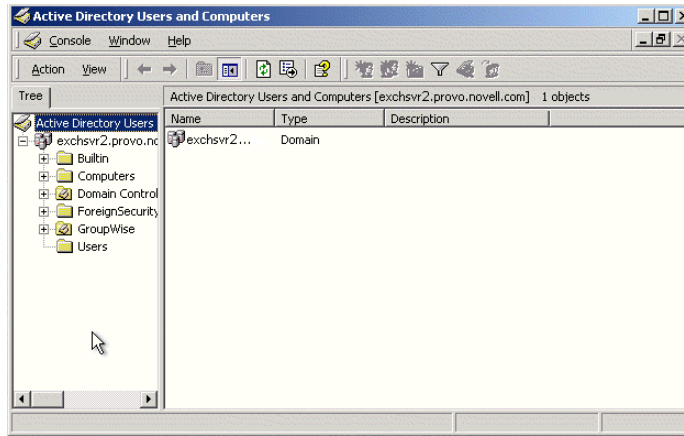 Active Directory Users and Computers
Console Window Help
Action View
Tree
Active Directory Users and Computers [exchsvr2.provo.novell.com] 1 objects
Active Directory Users
Name Type Description
exchsvr2.provo.nc
exchsvr2... Domain
Builtin
Computers
Domain Control
ForeignSecurity
GroupWise
Users